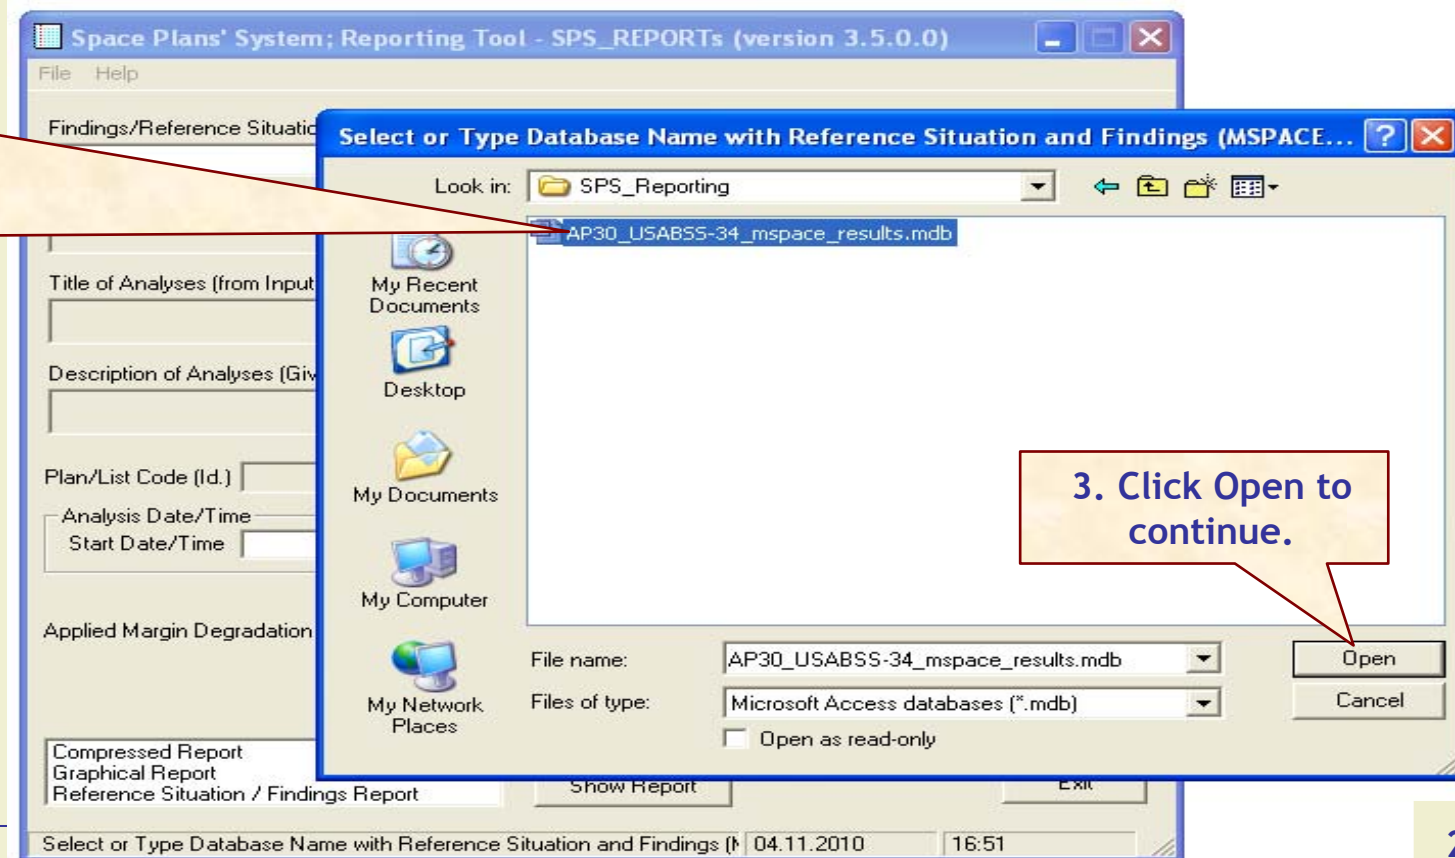 Space Plans' System; Reporting Tool - SPS_REPORTs (version 3.5.0.0)
File Help
Findings/Reference Situatio
Select or Type Database Name with Reference Situation and Findings (MSPACE...
Look in: SPS_Reporting
AP30_USABSS-34_mspace_results.mdb
My Recent
Documents
Desktop
My Documents
My Computer
My Network
Places
Title of Analyses (from Input
Description of Analyses (Giv
Plan/List Code (Id.)
Analysis Date/Time
Start Date/Time
Applied Margin Degradation
3. Click Open to
continue.
File name: AP30_USABSS-34_mspace_results.mdb Open
Files of type: Microsoft Access databases (*.mdb) Cancel
Open as read-only
Compressed Report
Graphical Report
Reference Situation / Findings Report
Show Report Exit
Select or Type Database Name with Reference Situation and Findings (M 04.11.2010 16:51